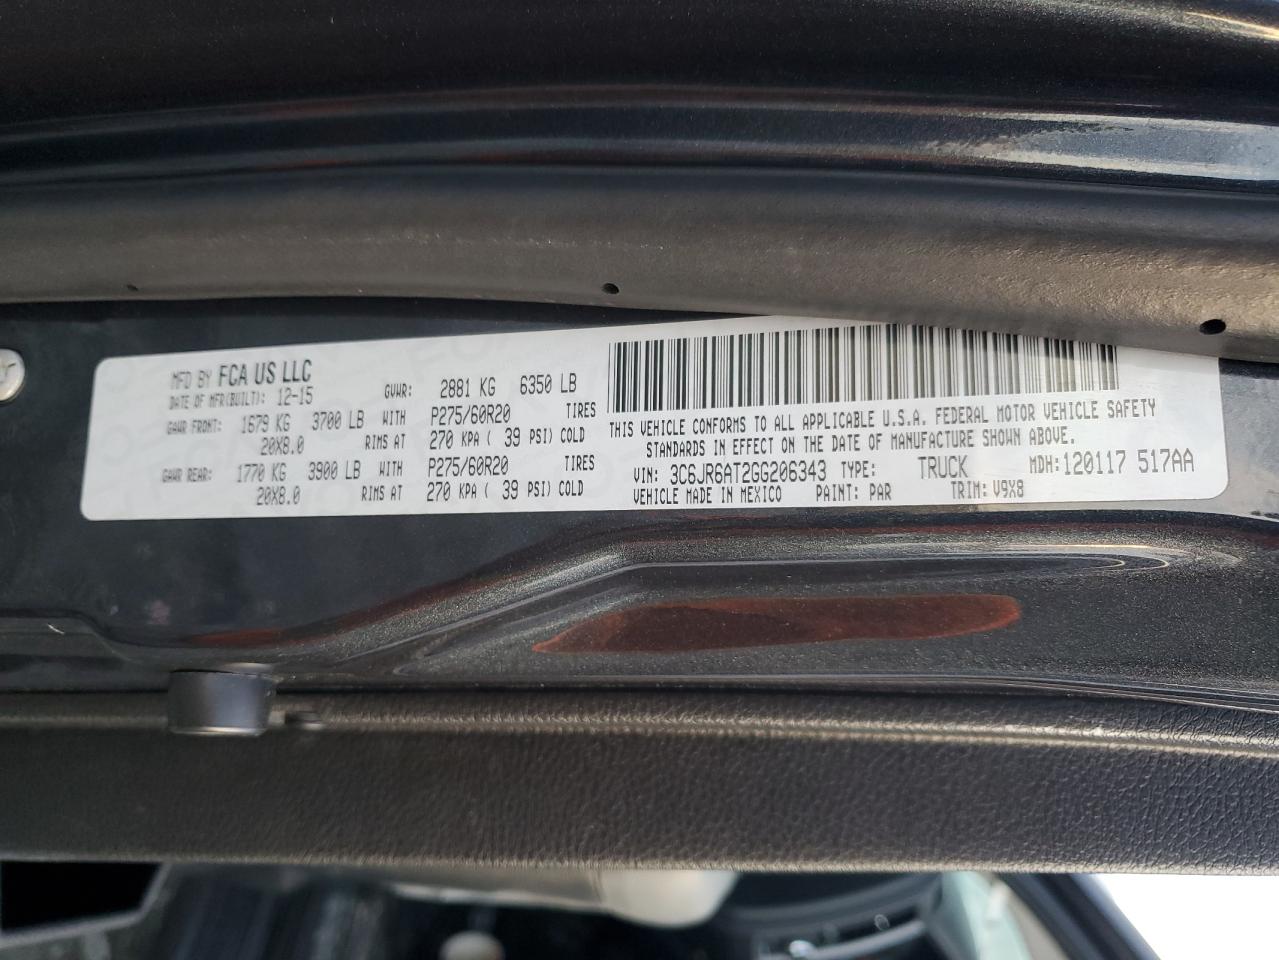 MFD BY FCA US LLC
DATE OF MFR(BUILT): 12-15 GVWR: 2881 KG 6350 LB
GAWR FRONT: 1679 KG 3700 LB WITH P275/60R20 TIRES
20X8.0 RIMS AT 270 KPA ( 39 PSI) COLD
GAWR REAR: 1770 KG 3900 LB WITH P275/60R20 TIRES
20X8.0 RIMS AT 270 KPA ( 39 PSI) COLD
THIS VEHICLE CONFORMS TO ALL APPLICABLE U.S.A. FEDERAL MOTOR VEHICLE SAFETY
STANDARDS IN EFFECT ON THE DATE OF MANUFACTURE SHOWN ABOVE.
VIN: 3C6JR6AT2GG206343 TYPE: TRUCK MDH:120117 517AA
VEHICLE MADE IN MEXICO PAINT: PAR TRIM: V9X8